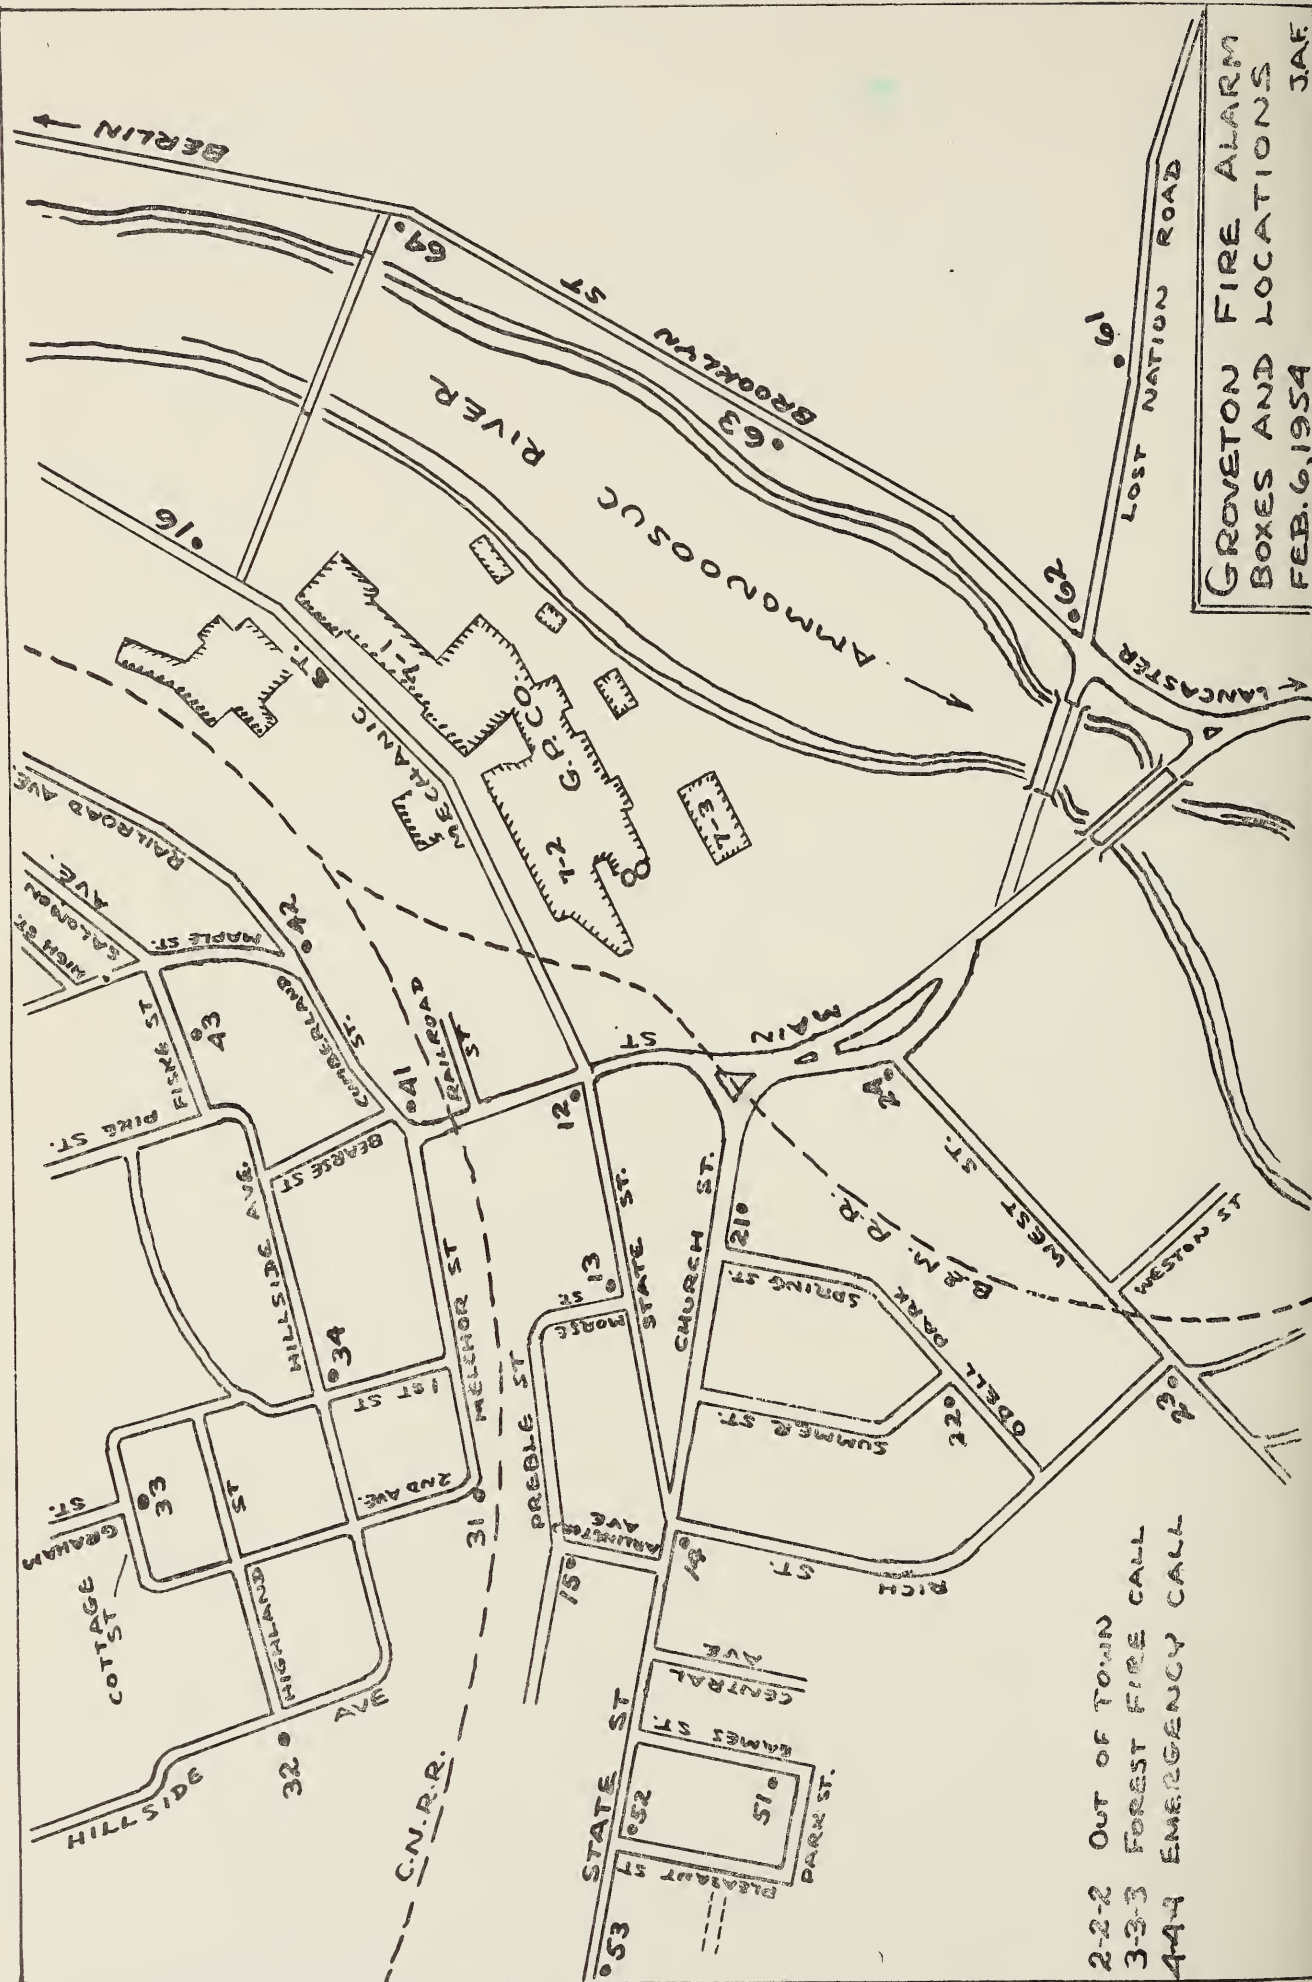 GROVETON FIRE ALARM
BOXES AND LOCATIONS
FEB. 6, 1954 J.A.F.
BERLIN
64
BROOKLYN ST
63
61
LOST NATION ROAD
62
LANCASTER
AMMONOOSUC RIVER
16
MECHANIC ST.
7-1
G.P. CO.
7-2
7-3
RAILROAD AVE.
SALOMON AVE.
HIGH ST.
MAPLE ST.
42
FISKE ST
43
CUMBERLAND ST.
PIKE ST.
41
RAILROAD ST
BEARSE ST
HILLSIDE AVE.
MAIN ST
12
24
WEST ST.
WESTON ST
B. & M. R.R.
STATE ST.
CHURCH ST.
21
SPRING ST.
ODELL PARK
13
MORSE ST
PREBLE ST
MELCHOR ST
34
1ST ST
2ND AVE.
31
SUMMER ST.
22
23
RICH ST.
14
ARLINGTON AVE
15
33
GRAHAM ST.
COTTAGE ST
HIGHLAND ST
32
HILLSIDE AVE
C.N.R.R.
CENTRAL AVE
EAMES ST.
STATE ST
52
51
PARK ST.
PLEASANT ST
53
2-2-2 OUT OF TOWN
3-3-3 FOREST FIRE CALL
4-4-4 EMERGENCY CALL